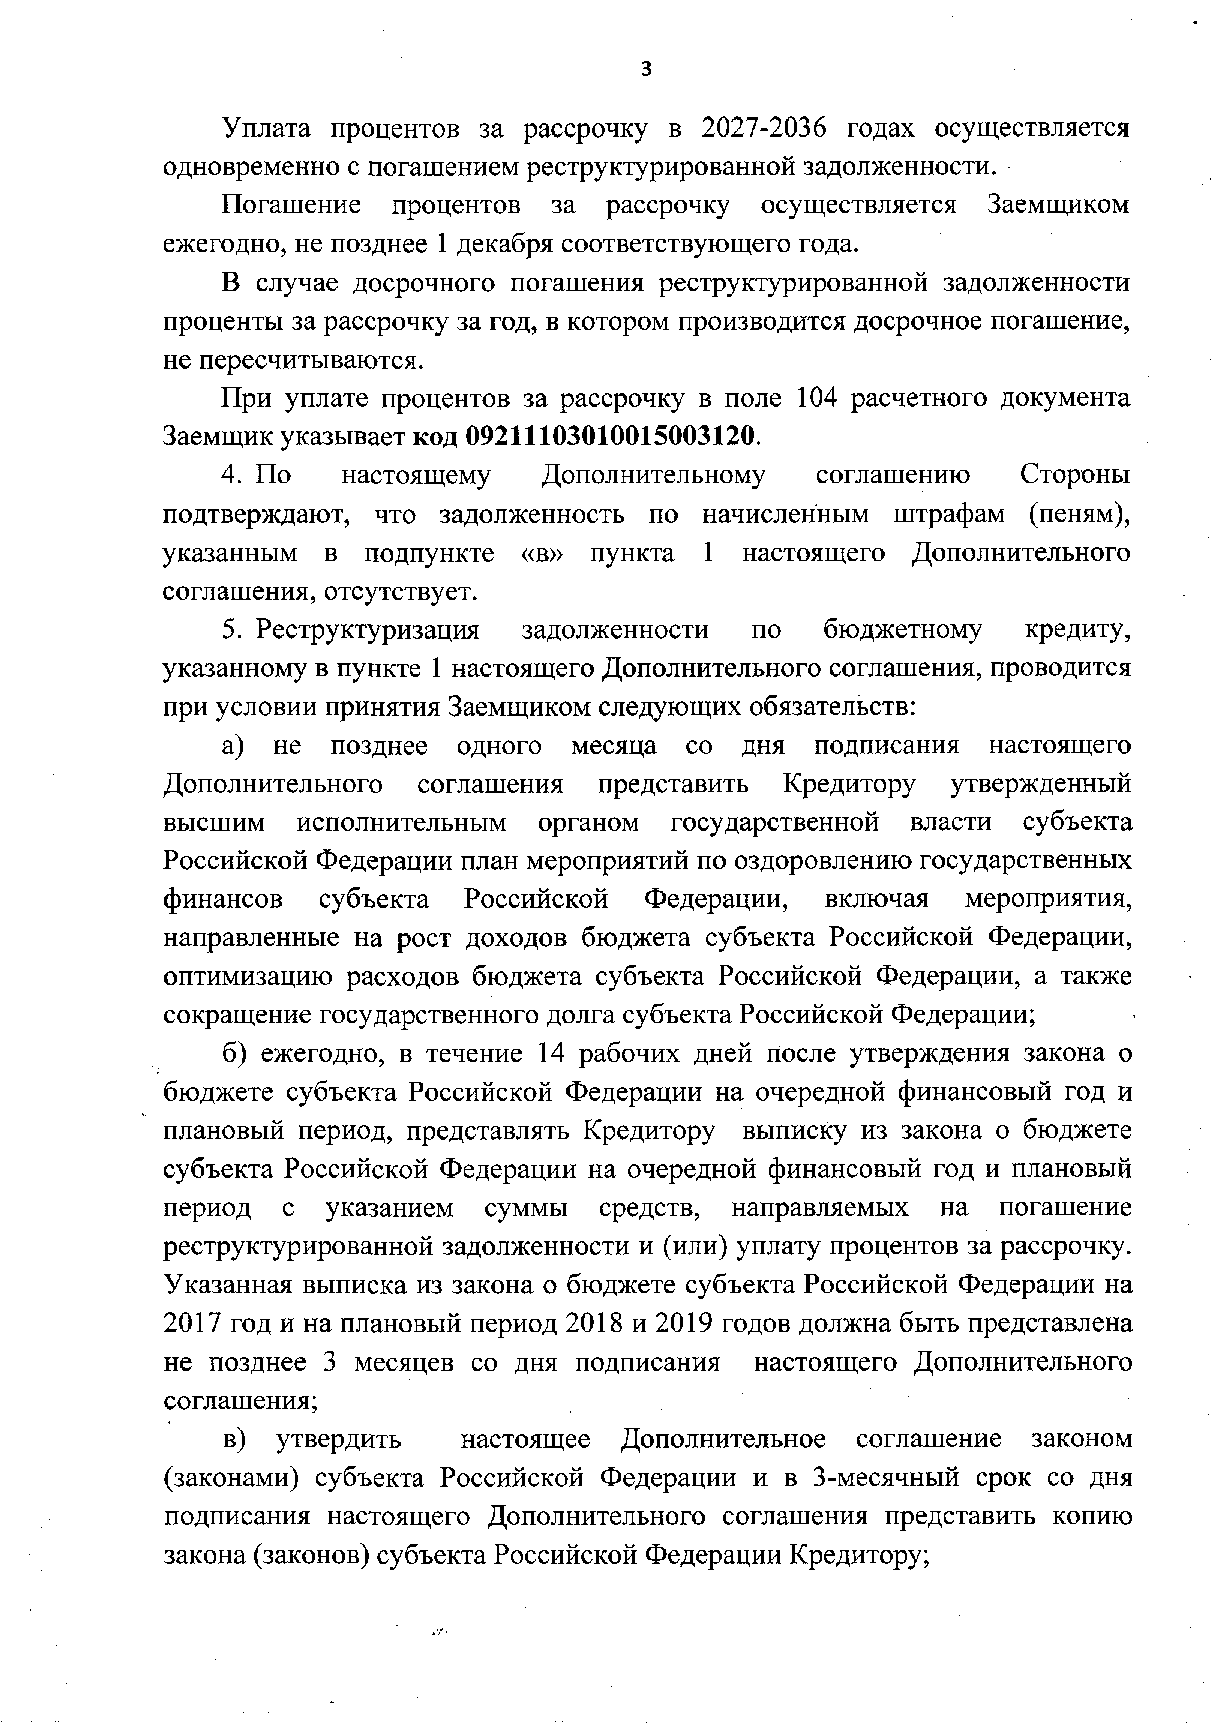 3
Уплата процентов за рассрочку в 2027-2036 годах осуществляется
одновременно с погашением реструктурированной задолженности.
Погашение процентов за рассрочку осуществляется Заемщиком
ежегодно, не позднее 1 декабря соответствующего года.
В случае досрочного погашения реструктурированной задолженности
проценты за рассрочку за год, в котором производится досрочное погашение,
не пересчитываются.
При уплате процентов за рассрочку в поле 104 расчетного документа
Заемщик указывает код 09211103010015003120.
4. По настоящему Дополнительному соглашению Стороны
подтверждают, что задолженность по начисленным штрафам (пеням),
указанным в подпункте «в» пункта 1 настоящего Дополнительного
соглашения, отсутствует.
5. Реструктуризация задолженности по бюджетному кредиту,
указанному в пункте 1 настоящего Дополнительного соглашения, проводится
при условии принятия Заемщиком следующих обязательств:
а) не позднее одного месяца со дня подписания настоящего
Дополнительного соглашения представить Кредитору утвержденный
высшим исполнительным органом государственной власти субъекта
Российской Федерации план мероприятий по оздоровлению государственных
финансов субъекта Российской Федерации, включая мероприятия,
направленные на рост доходов бюджета субъекта Российской Федерации,
оптимизацию расходов бюджета субъекта Российской Федерации, а также
сокращение государственного долга субъекта Российской Федерации;
б) ежегодно, в течение 14 рабочих дней после утверждения закона о
бюджете субъекта Российской Федерации на очередной финансовый год и
плановый период, представлять Кредитору выписку из закона о бюджете
субъекта Российской Федерации на очередной финансовый год и плановый
период с указанием суммы средств, направляемых на погашение
реструктурированной задолженности и (или) уплату процентов за рассрочку.
Указанная выписка из закона о бюджете субъекта Российской Федерации на
2017 год и на плановый период 2018 и 2019 годов должна быть представлена
не позднее 3 месяцев со дня подписания настоящего Дополнительного
соглашения;
в) утвердить настоящее Дополнительное соглашение законом
(законами) субъекта Российской Федерации и в 3-месячный срок со дня
подписания настоящего Дополнительного соглашения представить копию
закона (законов) субъекта Российской Федерации Кредитору;